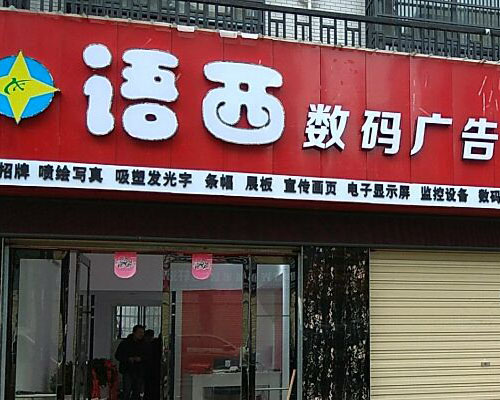 语西 数码广告
招牌 喷绘写真 吸塑发光字 条幅 展板 宣传画页 电子显示屏 监控设备 数码